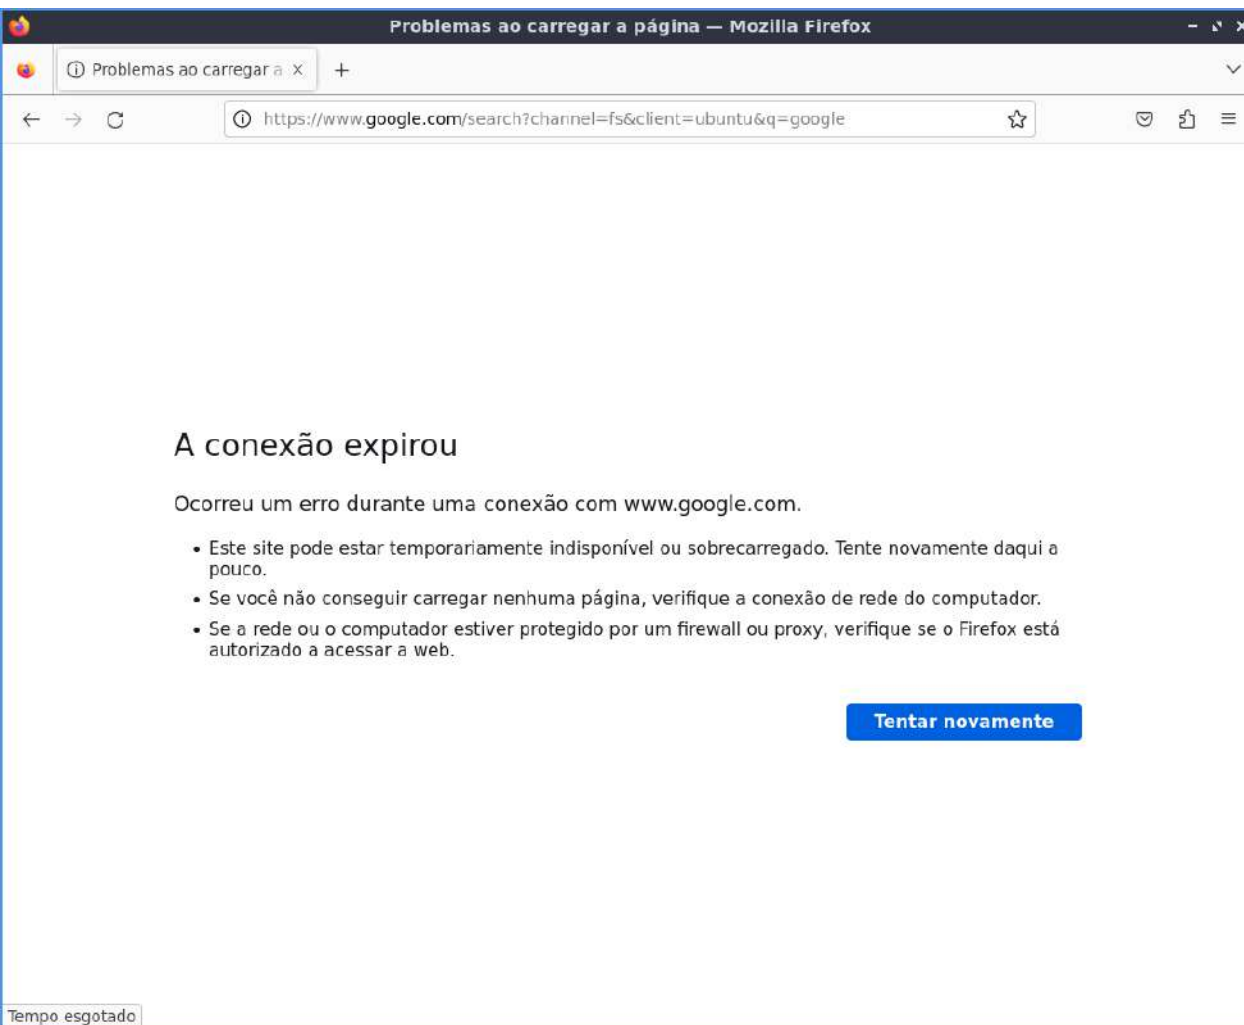 Problemas ao carregar a página — Mozilla Firefox
Problemas ao carregar a
https://www.google.com/search?channel=fs&client=ubuntu&q=google
A conexão expirou
Ocorreu um erro durante uma conexão com www.google.com.
• Este site pode estar temporariamente indisponível ou sobrecarregado. Tente novamente daqui a
pouco.
• Se você não conseguir carregar nenhuma página, verifique a conexão de rede do computador.
• Se a rede ou o computador estiver protegido por um firewall ou proxy, verifique se o Firefox está
autorizado a acessar a web.
Tentar novamente
Tempo esgotado